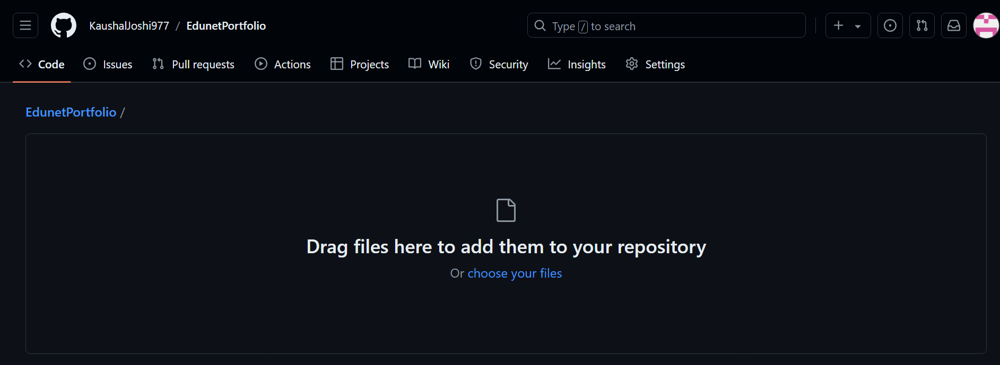 KaushalJoshi977 / EdunetPortfolio
Type / to search
Code Issues Pull requests Actions Projects Wiki Security Insights Settings
EdunetPortfolio /
Drag files here to add them to your repository
Or choose your files